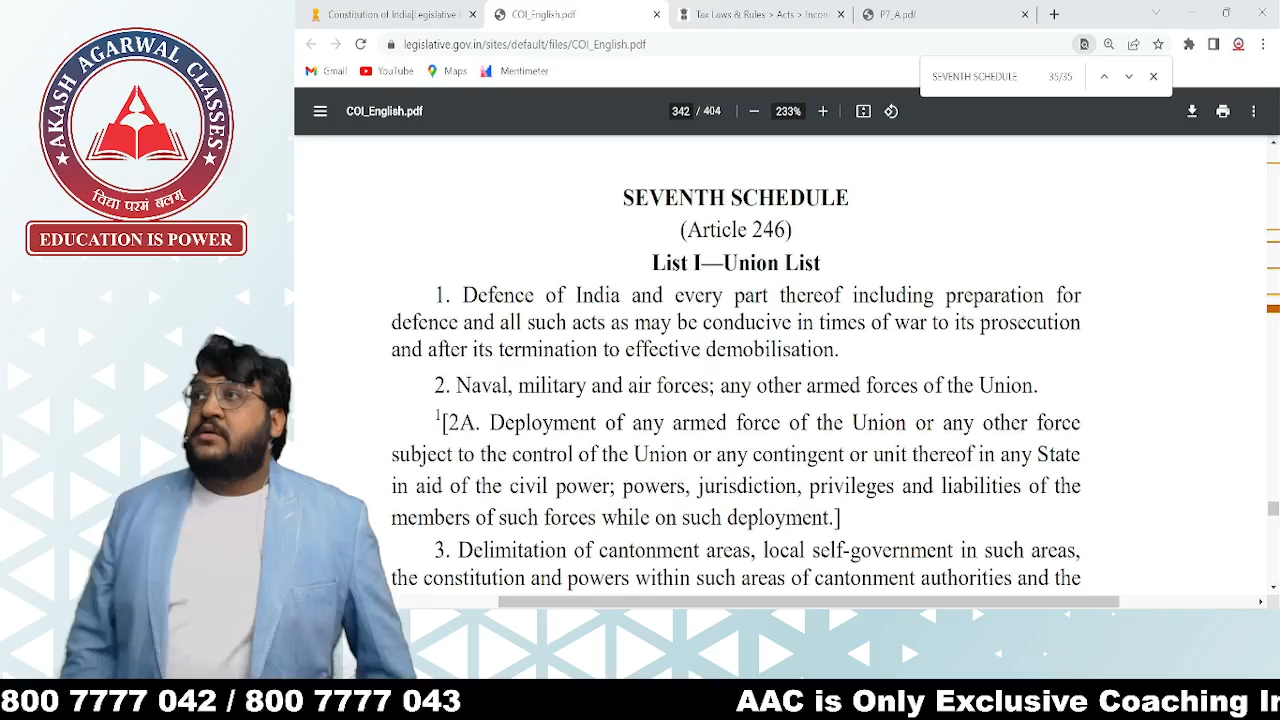 AKASH AGARWAL CLASSES
विद्या परमं बलम्
EDUCATION IS POWER
Constitution of India|Legislative
COI_English.pdf
Tax Laws & Rules > Acts > Incom
P7_A.pdf
legislative.gov.in/sites/default/files/COI_English.pdf
Gmail
YouTube
Maps
Mentimeter
SEVENTH SCHEDULE 35/35
COI_English.pdf
342 / 404
233%
SEVENTH SCHEDULE
(Article 246)
List I—Union List
1. Defence of India and every part thereof including preparation for
defence and all such acts as may be conducive in times of war to its prosecution
and after its termination to effective demobilisation.
2. Naval, military and air forces; any other armed forces of the Union.
1[2A. Deployment of any armed force of the Union or any other force
subject to the control of the Union or any contingent or unit thereof in any State
in aid of the civil power; powers, jurisdiction, privileges and liabilities of the
members of such forces while on such deployment.]
3. Delimitation of cantonment areas, local self-government in such areas,
the constitution and powers within such areas of cantonment authorities and the
800 7777 042 / 800 7777 043
AAC is Only Exclusive Coaching In